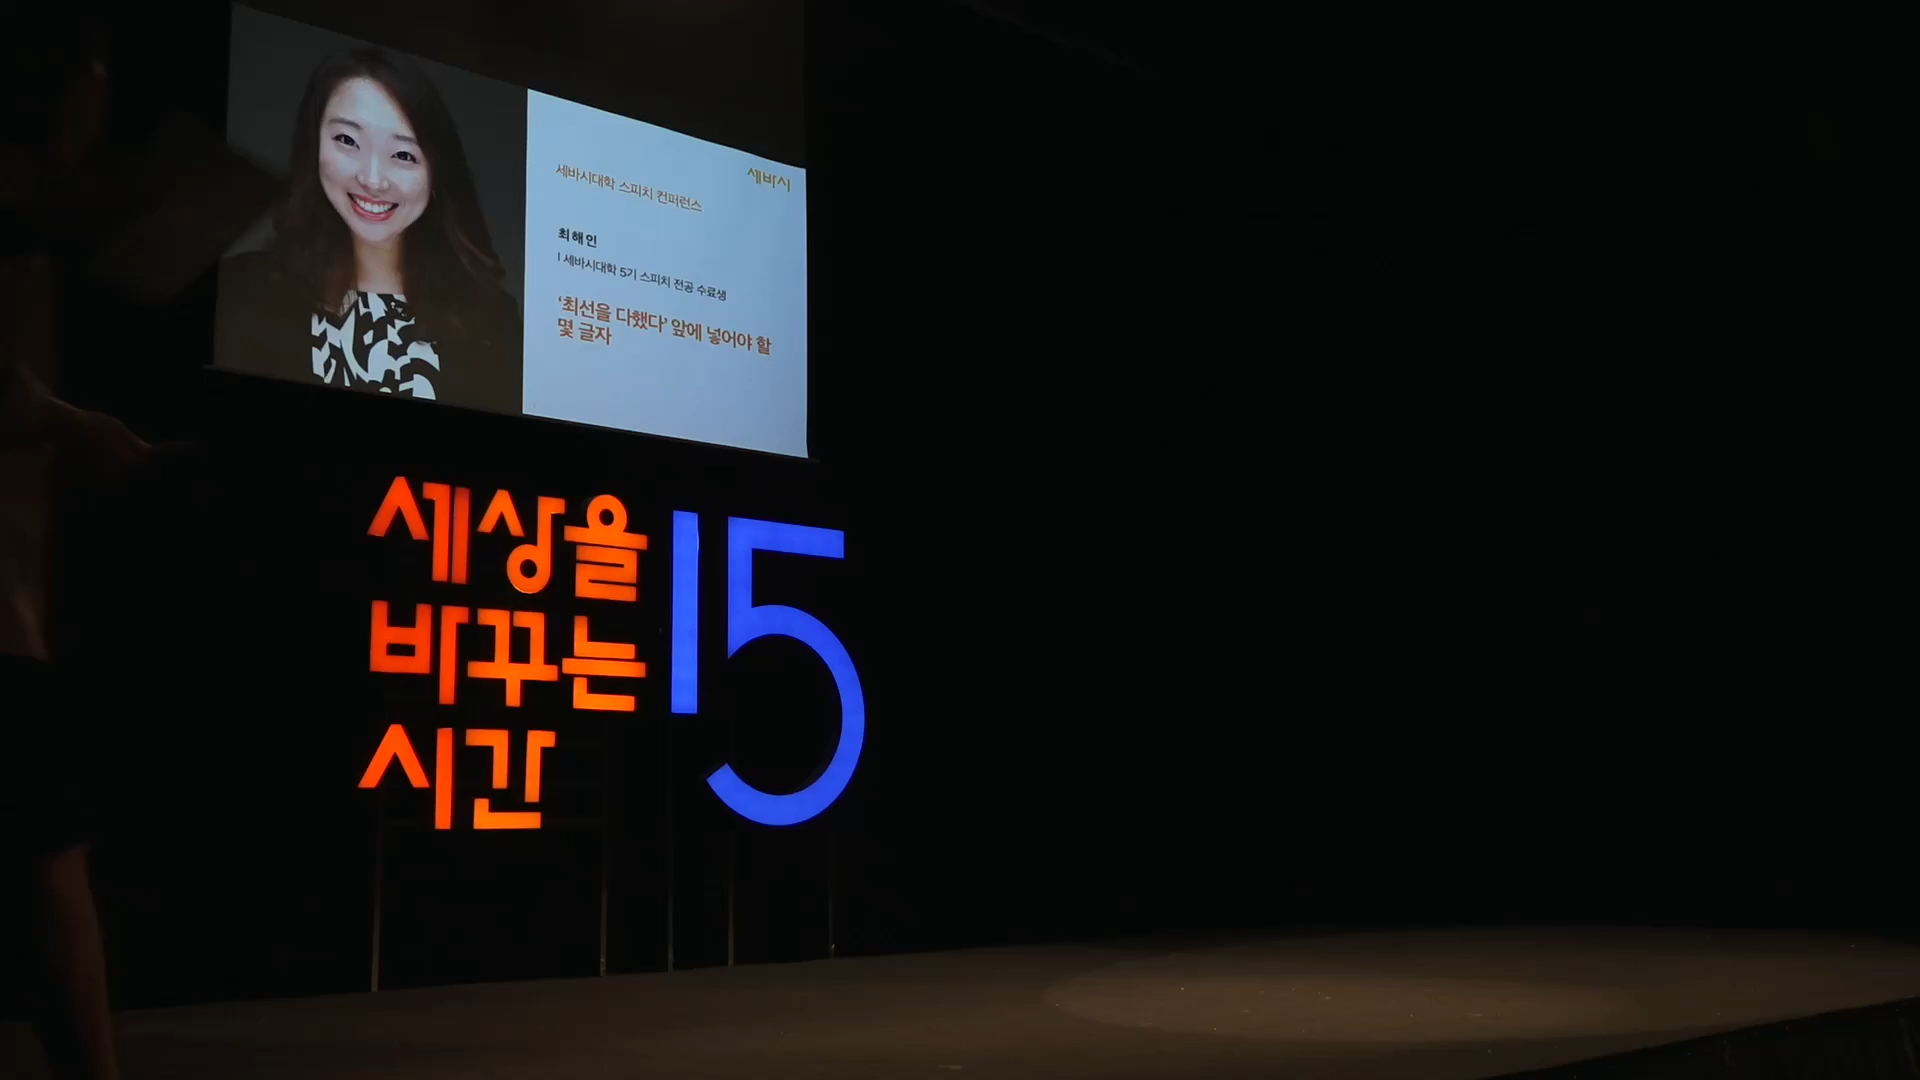 세바시
세바시대학 스피치 컨퍼런스
최해인
세바시대학 5기 스피치 전공 수료생
‘최선을 다했다’ 앞에 넣어야 할
몇 글자
세상을
바꾸는
시간
15